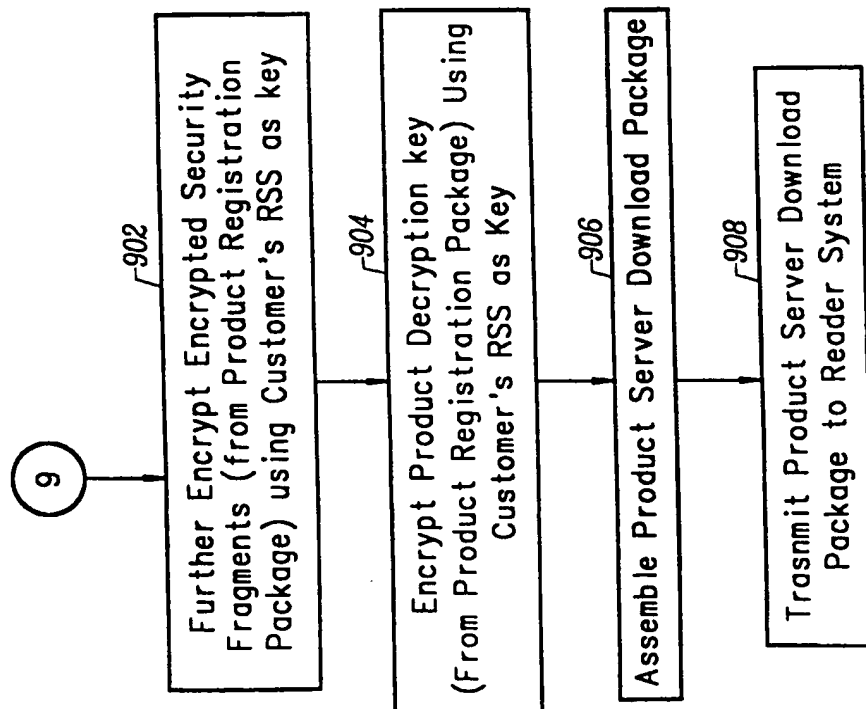 9
902
Further Encrypt Encrypted Security
Fragments (from Product Registration
Package) using Customer's RSS as key
904
Encrypt Product Decryption key
(From Product Registration Package) Using
Customer's RSS as Key
906
Assemble Product Server Download Package
908
Trasnmit Product Server Download
Package to Reader System